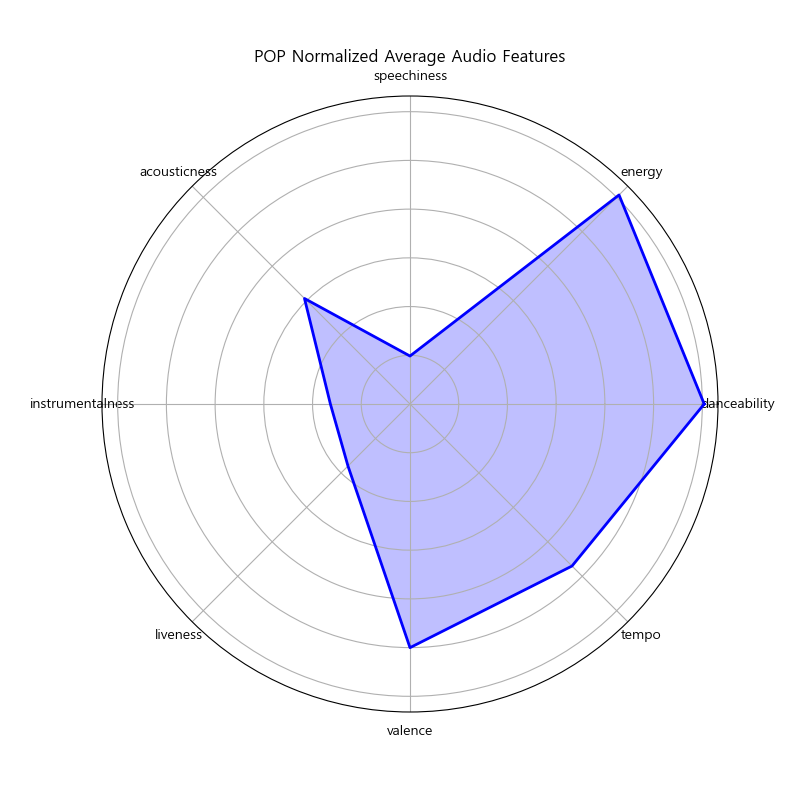 POP Normalized Average Audio Features
speechiness
acousticness
energy
instrumentalness
danceability
liveness
tempo
valence